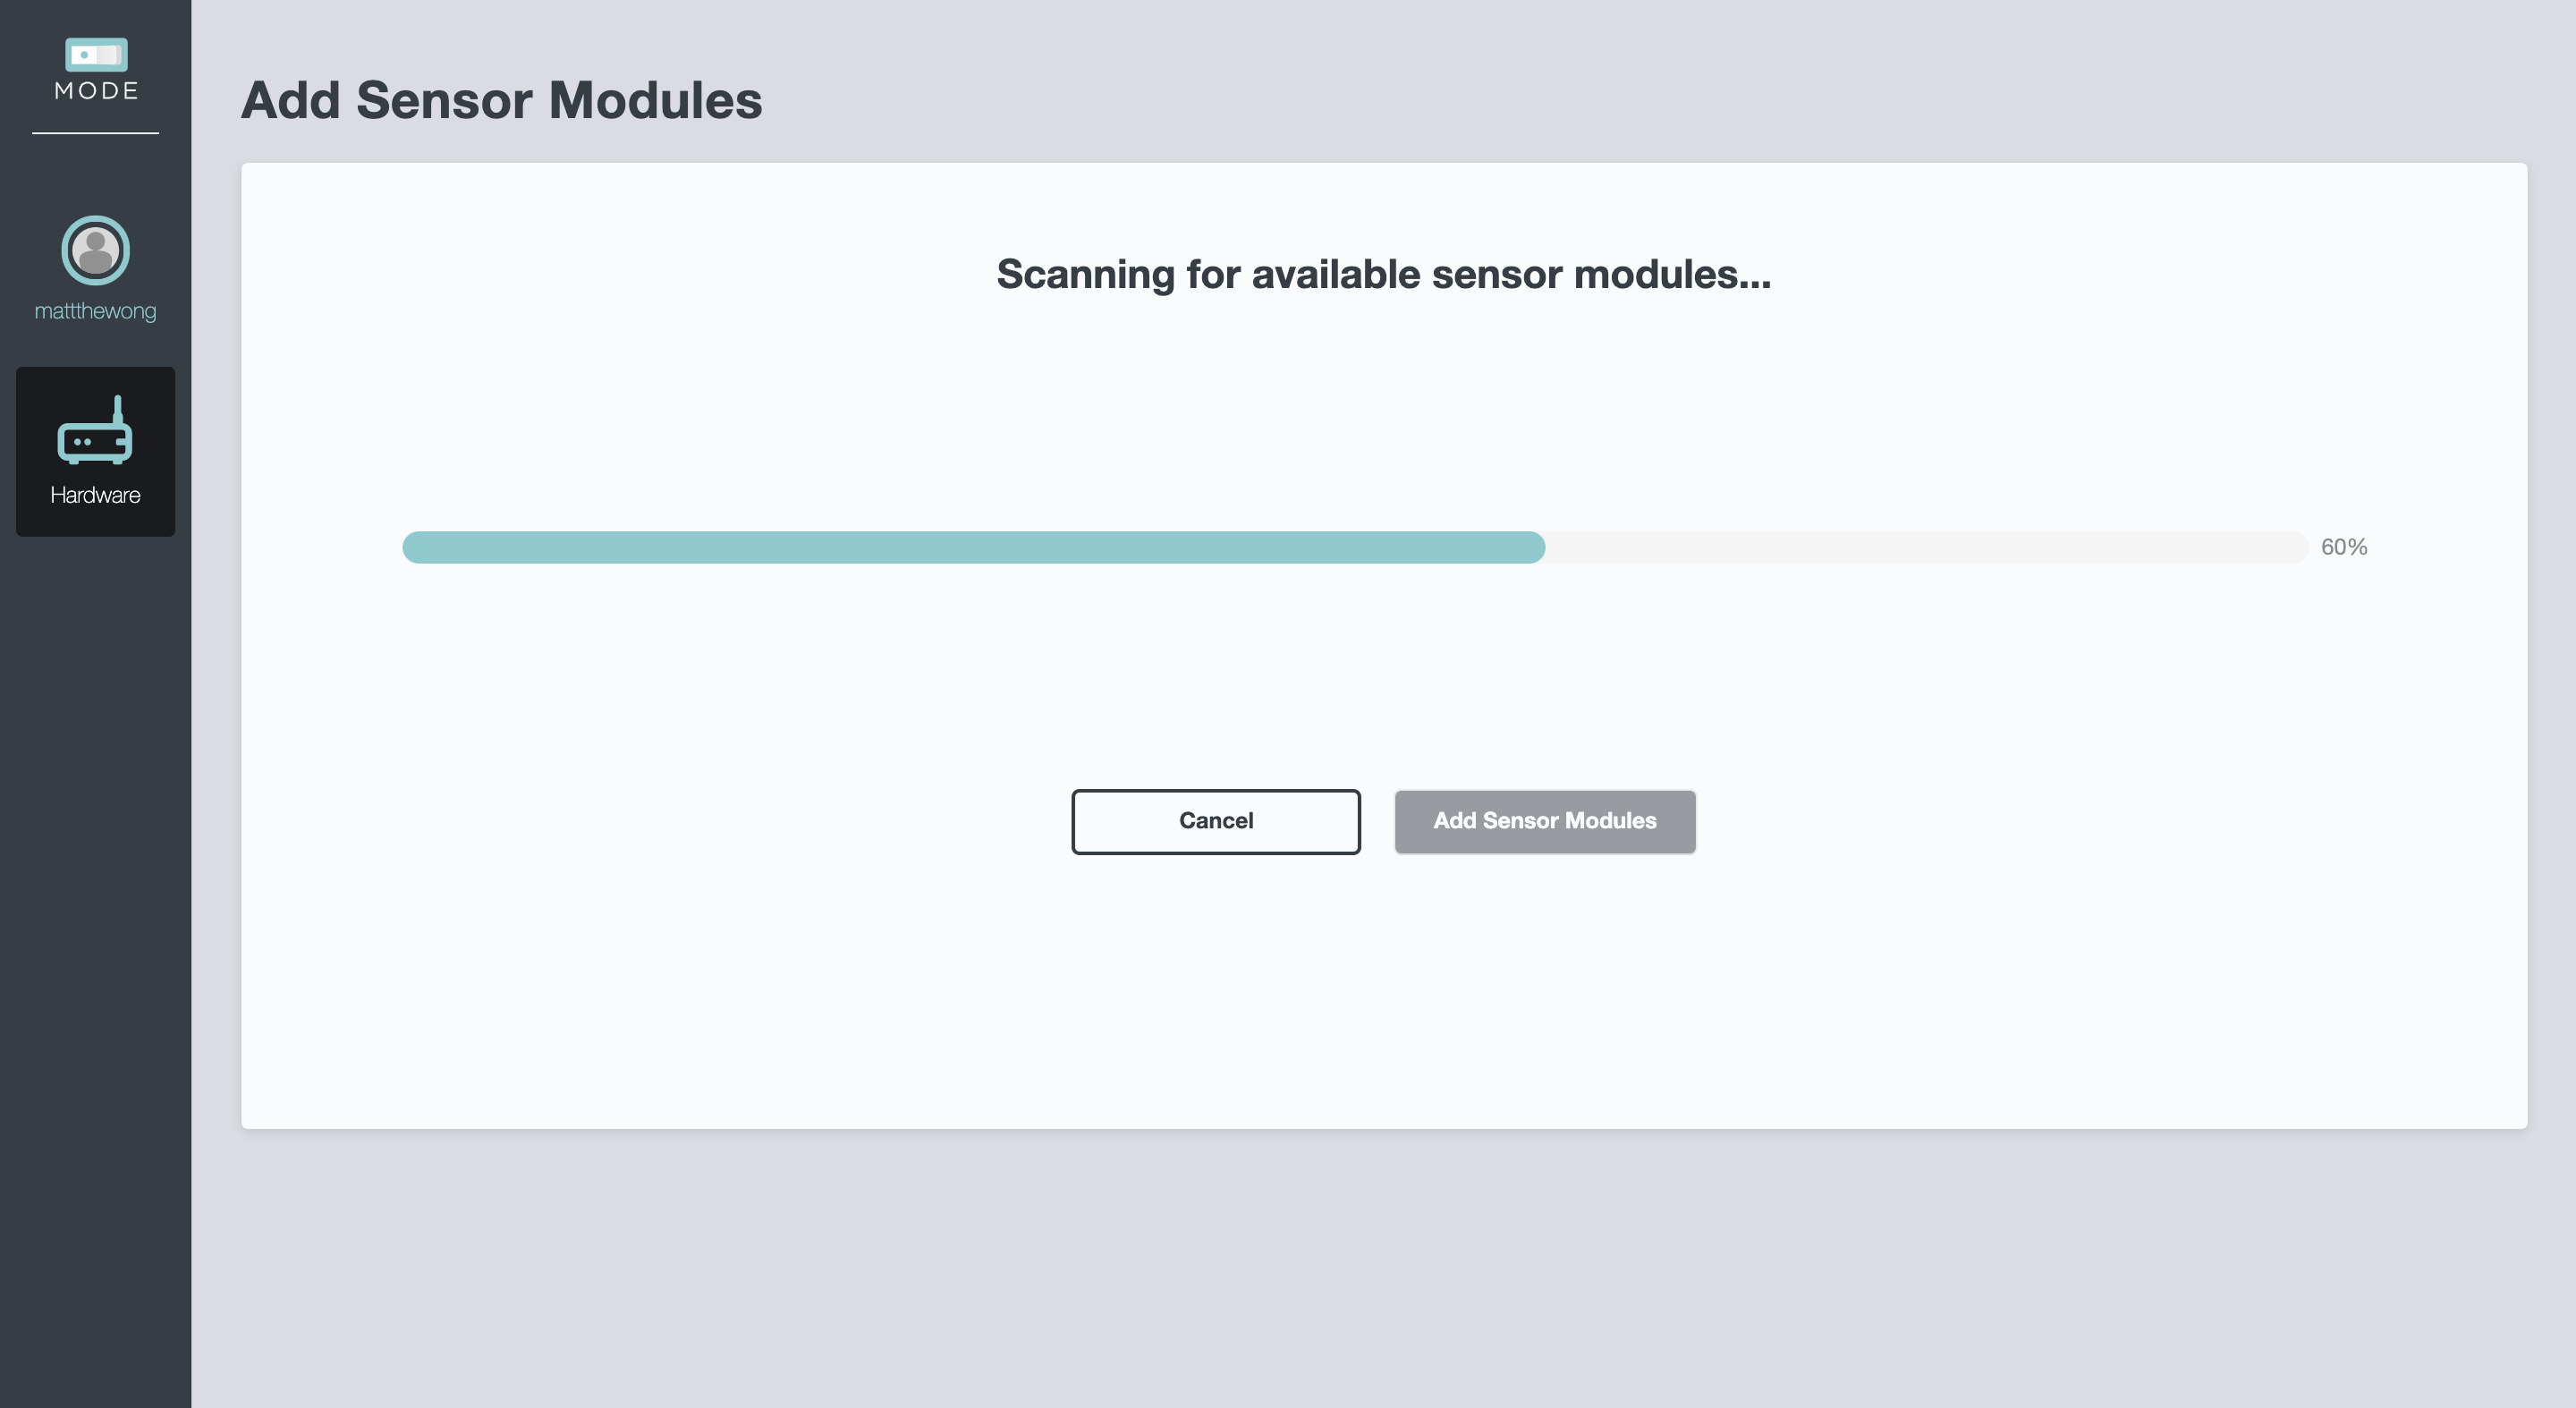 MODE
mattthewong
Hardware
Add Sensor Modules
Scanning for available sensor modules...
60%
Cancel
Add Sensor Modules